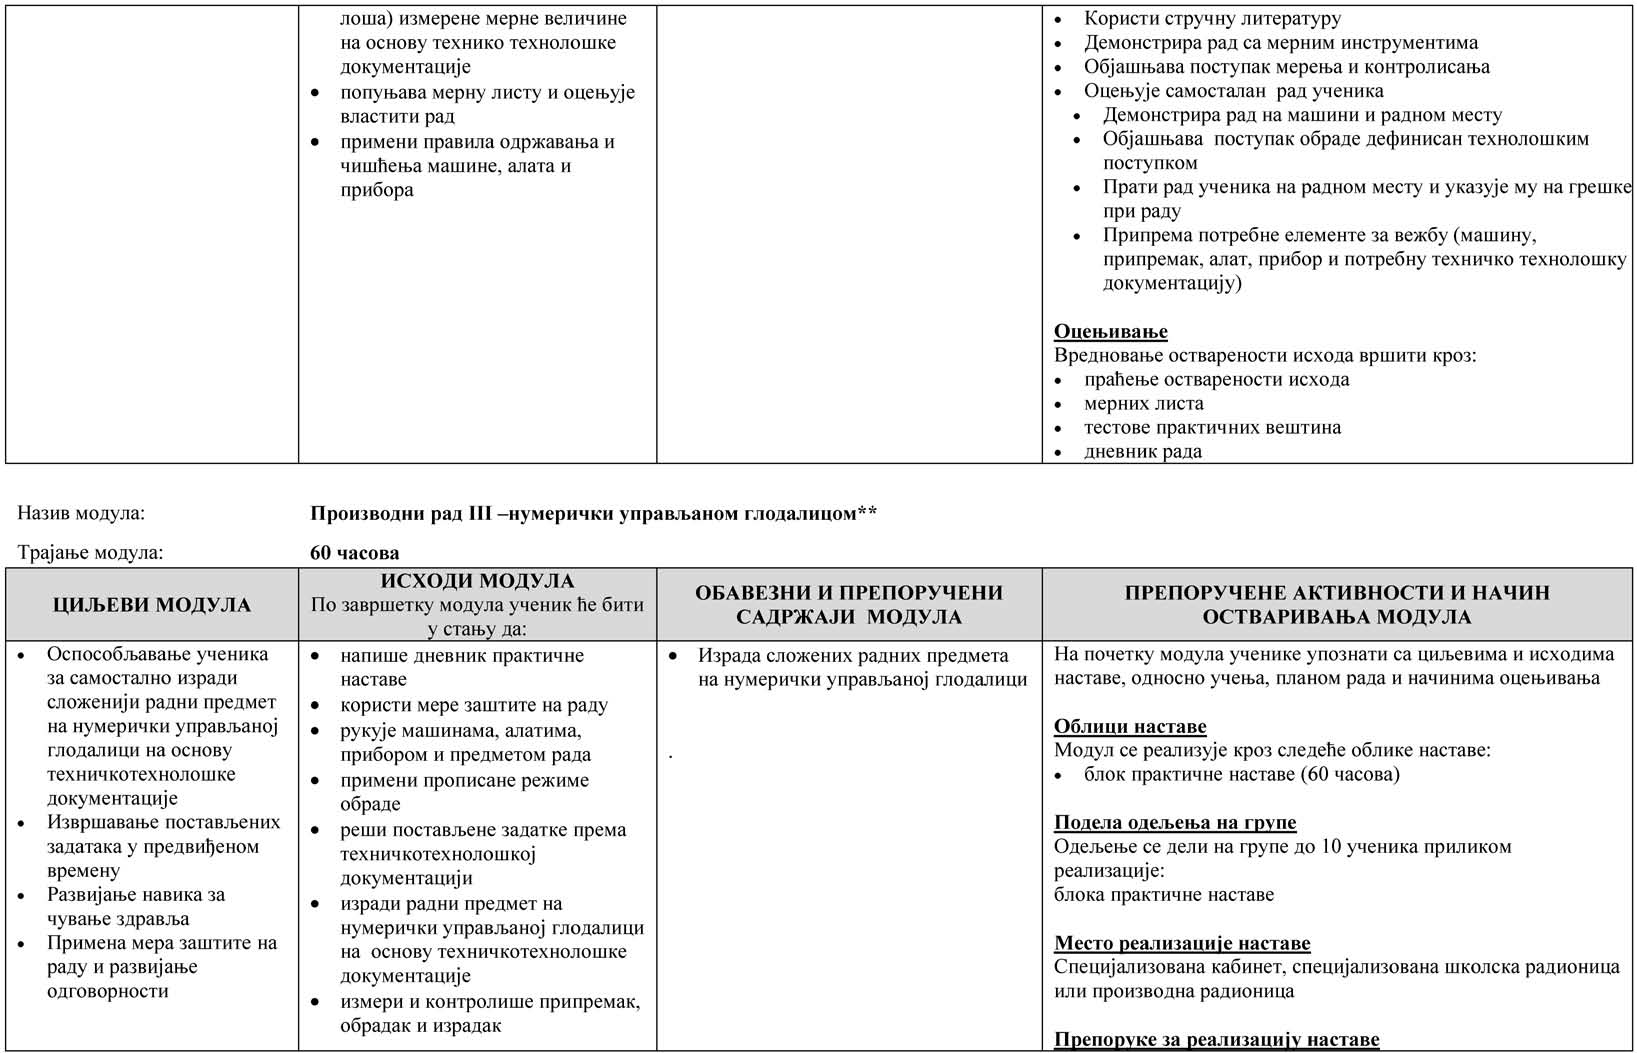 лоша) измерене мерне величине
на основу технико технолошке
документације
• попуњава мерну листу и оцењује
властити рад
• примени правила одржавања и
чишћења машине, алата и
прибора
• Користи стручну литературу
• Демонстрира рад са мерним инструментима
• Објашњава поступак мерења и контролисања
• Оцењује самосталан  рад ученика
• Демонстрира рад на машини и радном месту
• Објашњава  поступак обраде дефинисан технолошким
поступком
• Прати рад ученика на радном месту и указује му на грешке
при раду
• Припрема потребне елементе за вежбу (машину,
припремак, алат, прибор и потребну техничко технолошку
документацију)
Оцењивање
Вредновање остварености исхода вршити кроз:
• праћење остварености исхода
• мерних листа
• тестове практичних вештина
• дневник рада
Назив модула: Производни рад III –нумерички управљаном глодалицом**
Трајање модула: 60 часова
ЦИЉЕВИ МОДУЛА
ИСХОДИ МОДУЛА
По завршетку модула ученик ће бити
у стању да:
ОБАВЕЗНИ И ПРЕПОРУЧЕНИ
САДРЖАЈИ  МОДУЛА
ПРЕПОРУЧЕНЕ АКТИВНОСТИ И НАЧИН
ОСТВАРИВАЊА МОДУЛА
• Оспособљавање ученика
за самостално изради
сложенији радни предмет
на нумерички управљаној
глодалици на основу
техничкотехнолошке
документације
• Извршавање постављених
задатака у предвиђеном
времену
• Развијање навика за
чување здравља
• Примена мера заштите на
раду и развијање
одговорности
• напише дневник практичне
наставе
• користи мере заштите на раду
• рукује машинама, алатима,
прибором и предметом рада
• примени прописане режиме
обраде
• реши постављене задатке према
техничкотехнолошкој
документацији
• изради радни предмет на
нумерички управљаној глодалици
на  основу техничкотехнолошке
документације
• измери и контролише припремак,
обрадак и израдак
• Израда сложених радних предмета
на нумерички управљаној глодалици
.
На почетку модула ученике упознати са циљевима и исходима
наставе, односно учења, планом рада и начинима оцењивања
Облици наставе
Модул се реализује кроз следеће облике наставе:
• блок практичне наставе (60 часова)
Подела одељења на групе
Одељење се дели на групе до 10 ученика приликом
реализације:
блока практичне наставе
Место реализације наставе
Специјализована кабинет, специјализована школска радионица
или производна радионица
Препоруке за реализацију наставе